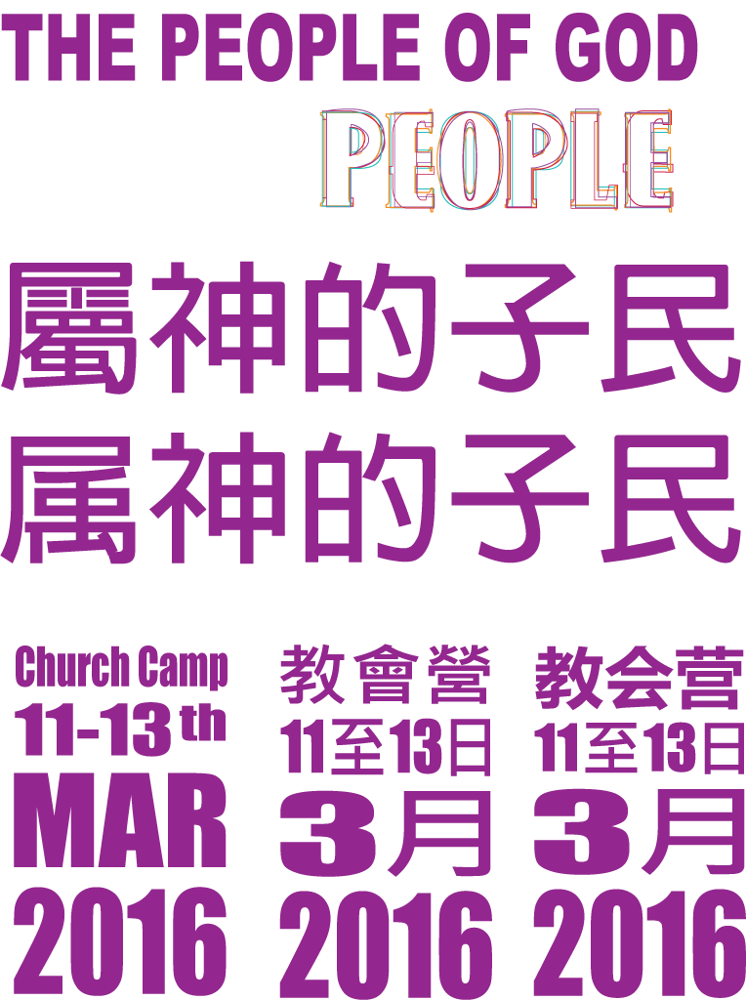 THE PEOPLE OF GOD
PEOPLE
屬神的子民
属神的子民
Church Camp
11-13th
MAR
2016
教會營
11至13日
3月
2016
教会营
11至13日
3月
2016